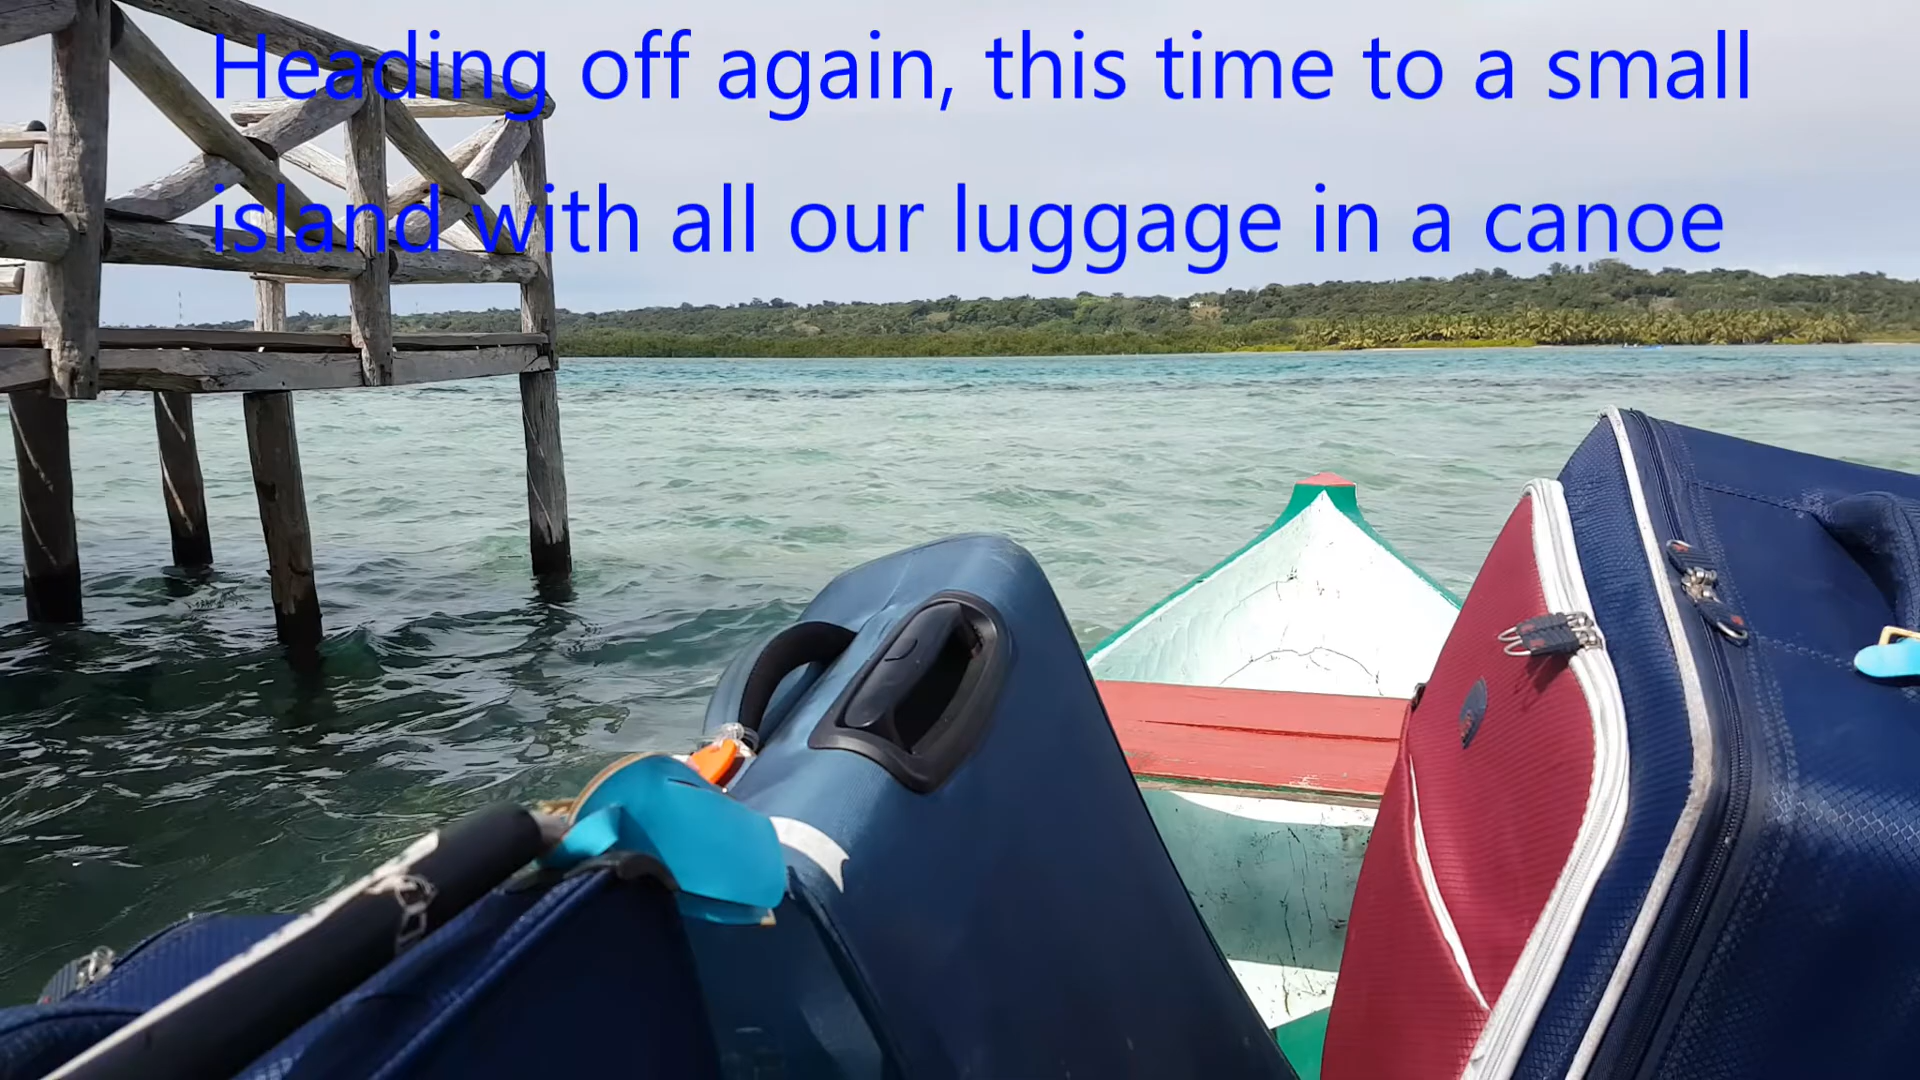 Heading off again, this time to a small
island with all our luggage in a canoe